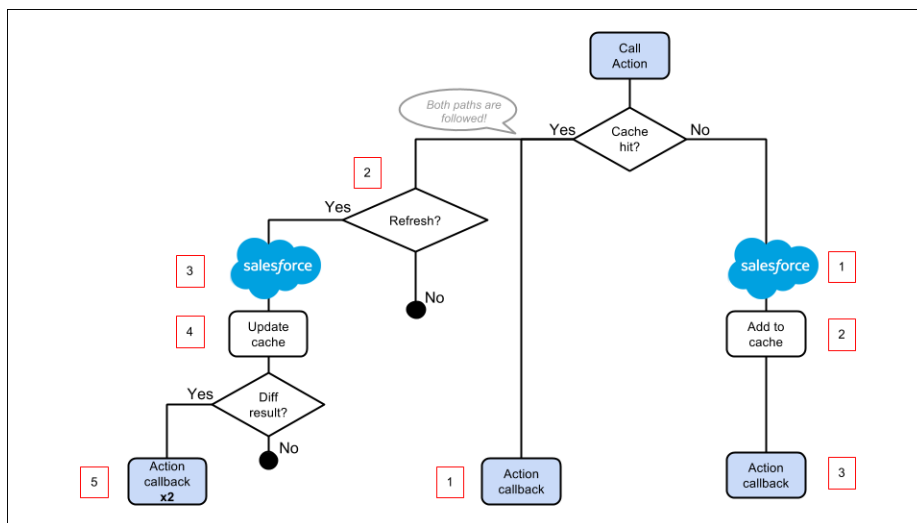 Call
Action
Both paths are
followed!
Yes
Cache
hit?
No
2
Yes
Refresh?
3
salesforce
No
salesforce
1
4
Update
cache
Add to
cache
2
Yes
Diff
result?
No
5
Action
callback
x2
1
Action
callback
Action
callback
3